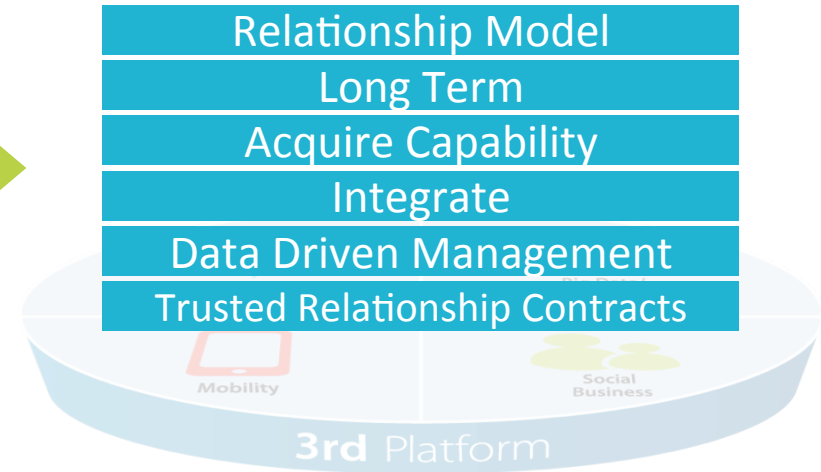 Relationship Model
Long Term
Acquire Capability
Integrate
Data Driven Management
Trusted Relationship Contracts
Mobility
Social
Business
3rd Platform